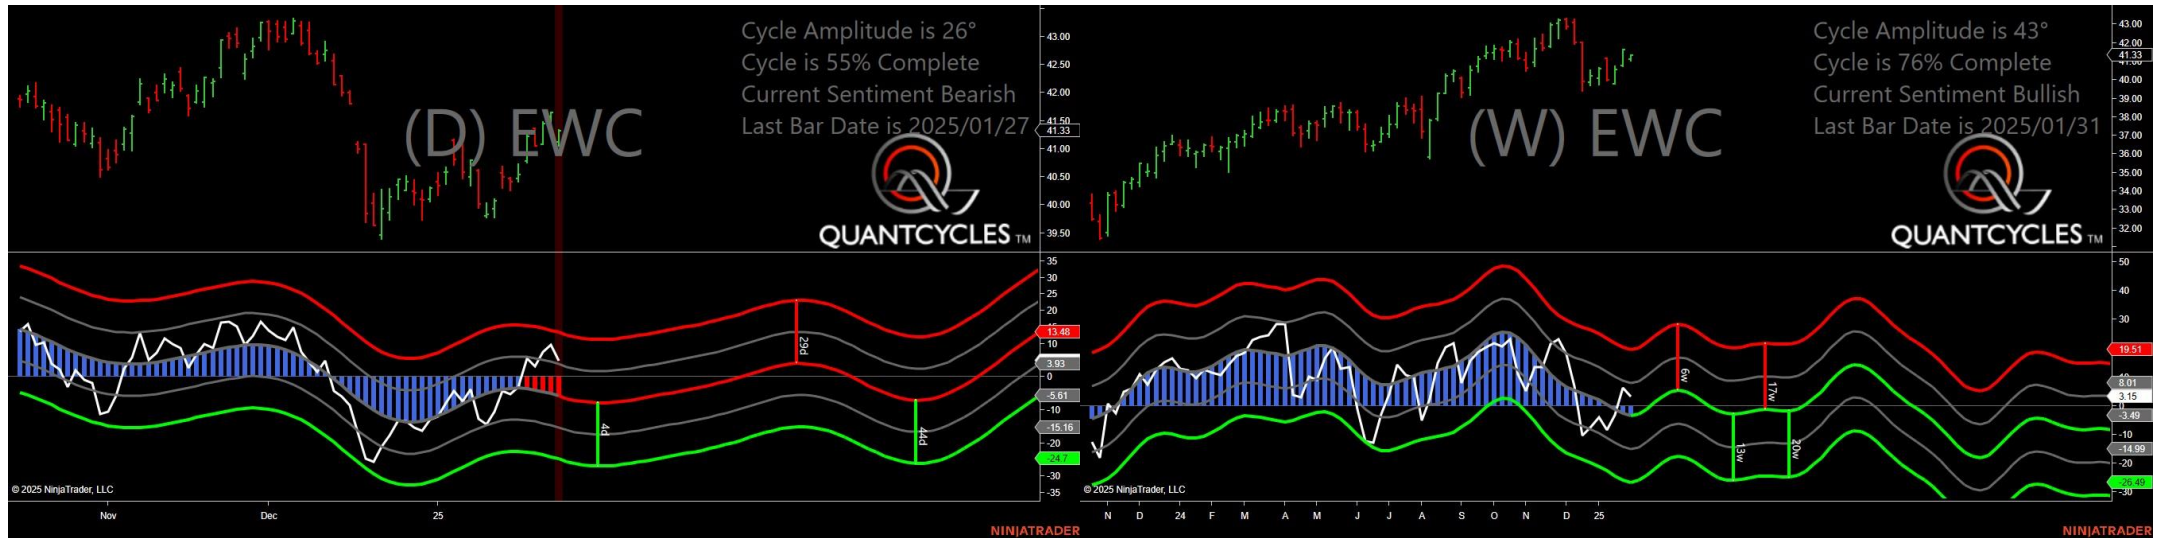 Cycle Amplitude is 26°
Cycle is 55% Complete
Current Sentiment Bearish
Last Bar Date is 2025/01/27
(D) EWC
QUANTCYCLES TM
43.00
42.50
42.00
41.50
41.33
41.00
40.50
40.00
39.50
35
30
25
20
13.48
10
3.93
0
-5.61
-10
-15.16
-20
-24.7
-30
-35
4d
29d
44d
© 2025 NinjaTrader, LLC
Nov
Dec
25
NINJATRADER
Cycle Amplitude is 43°
Cycle is 76% Complete
Current Sentiment Bullish
Last Bar Date is 2025/01/31
(W) EWC
QUANTCYCLES TM
43.00
42.00
41.33
40.00
39.00
38.00
37.00
36.00
35.00
34.00
33.00
32.00
50
40
30
19.51
8.01
3.15
0
-3.49
-10
-14.99
-20
-26.49
-30
6w
13w
17w
20w
© 2025 NinjaTrader, LLC
N D 24 F M A M J J A S O N D 25
NINJATRADER